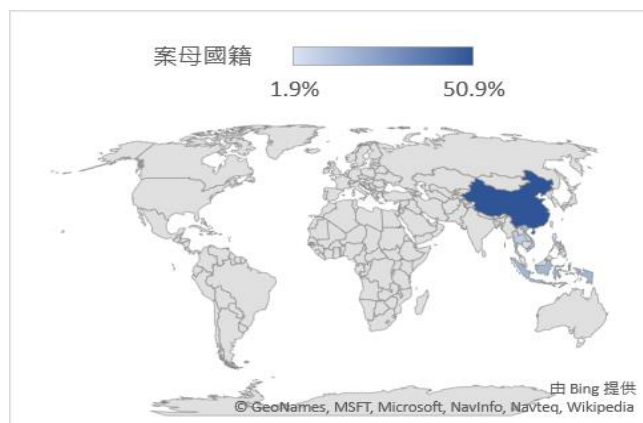 案母國籍
1.9% 50.9%
由 Bing 提供
© GeoNames, MSFT, Microsoft, NavInfo, Navteq, Wikipedia